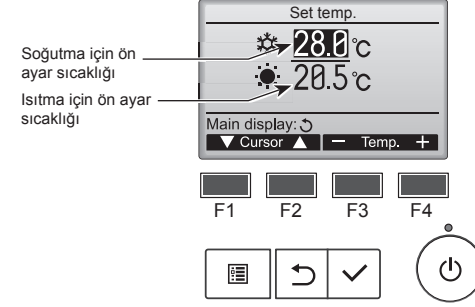 Set temp.
Soğutma için ön
ayar sıcaklığı
28.0 °C
Isıtma için ön ayar
sıcaklığı
20.5 °C
Main display:
Cursor − Temp. +
F1 F2 F3 F4